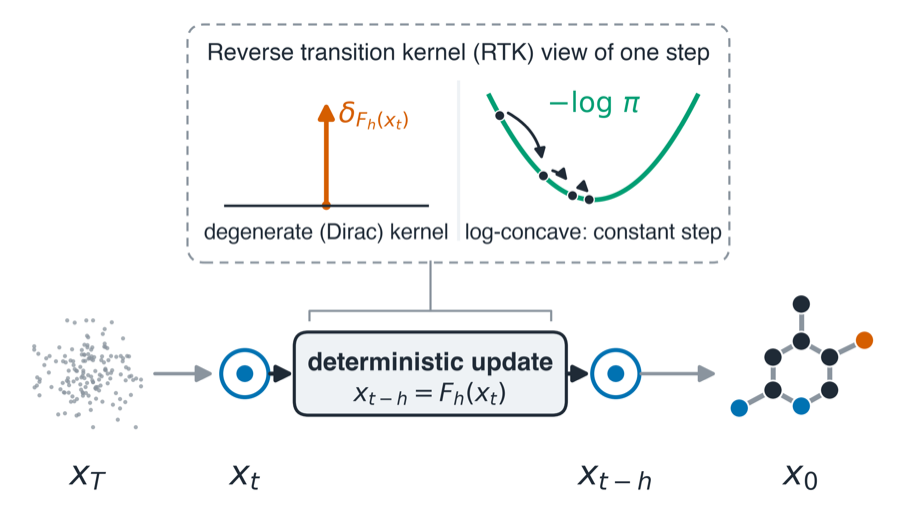 Reverse transition kernel (RTK) view of one step
δ_{F_h(x_t)}
−log π
degenerate (Dirac) kernel
log-concave: constant step
deterministic update
x_{t−h} = F_h(x_t)
x_T
x_t
x_{t−h}
x_0